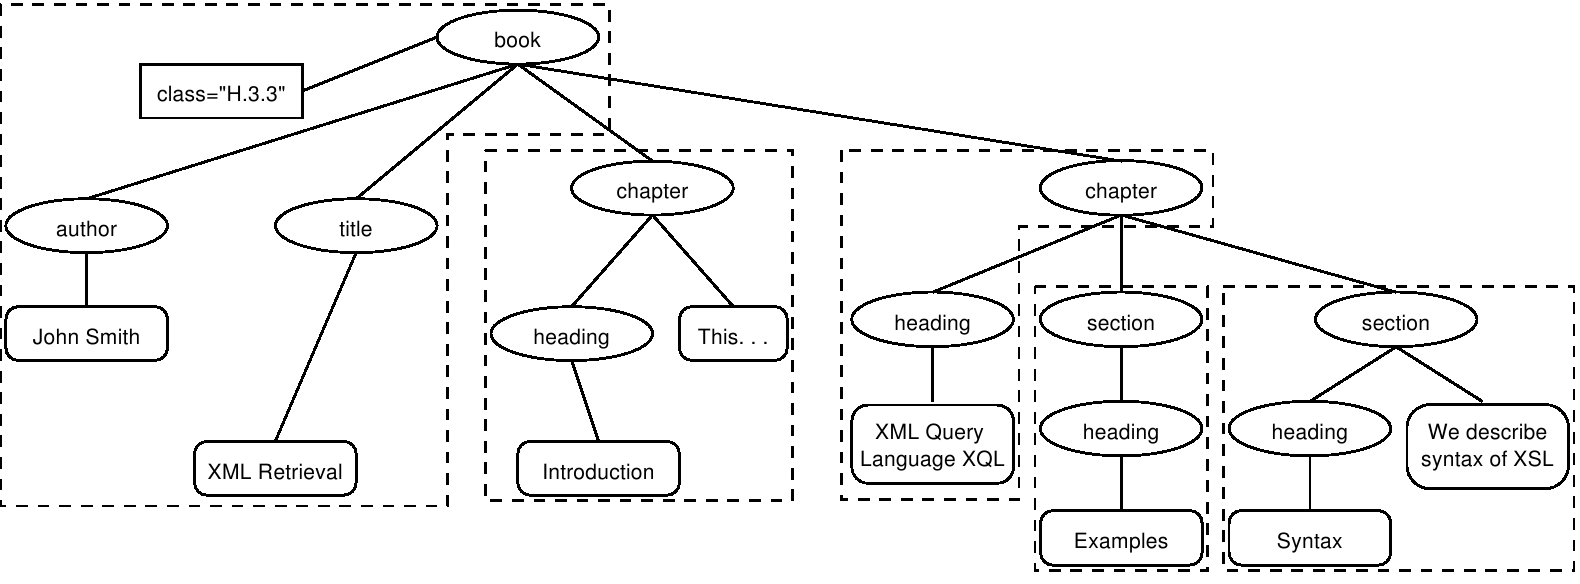 book
class="H.3.3"
chapter
chapter
author
title
heading
This. . .
heading
section
section
John Smith
XML Query
Language XQL
heading
heading
We describe
syntax of XSL
XML Retrieval
Introduction
Examples
Syntax